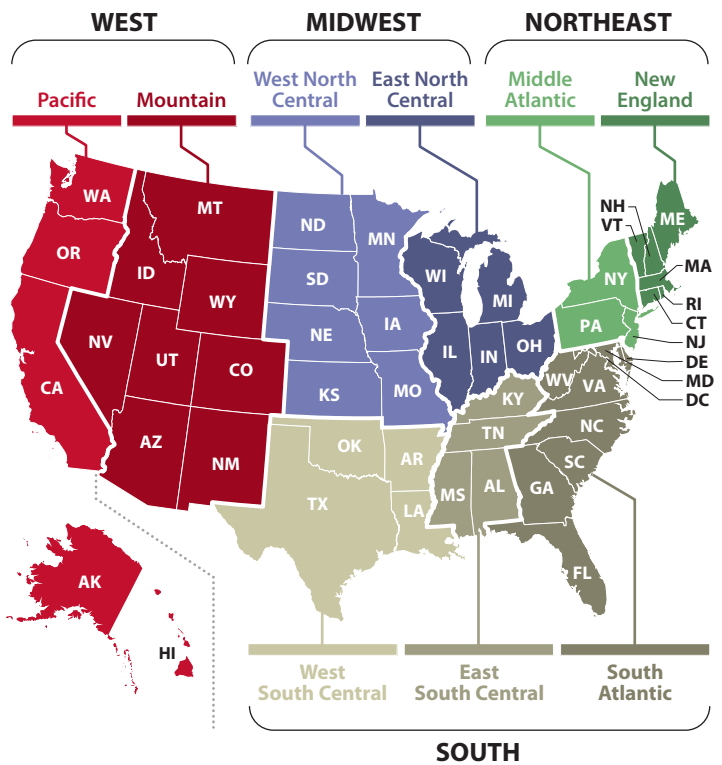 WEST
MIDWEST
NORTHEAST
Pacific
Mountain
West North
Central
East North
Central
Middle
Atlantic
New
England
WA
OR
CA
MT
ID
WY
NV
UT
CO
AZ
NM
AK
HI
ND
SD
NE
KS
MN
IA
MO
WI
MI
IL
IN
OH
NY
PA
NJ
ME
NH
VT
MA
RI
CT
DE
MD
DC
WV
VA
NC
SC
GA
FL
KY
TN
MS
AL
OK
AR
TX
LA
West
South Central
East
South Central
South
Atlantic
SOUTH